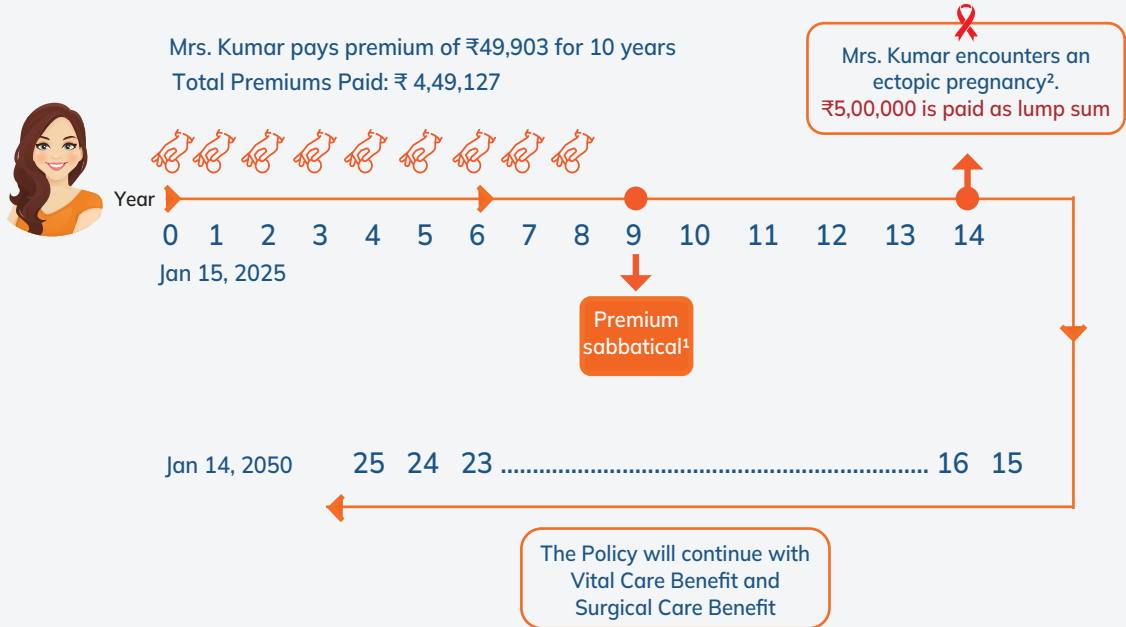 Mrs. Kumar pays premium of ₹49,903 for 10 years
Total Premiums Paid: ₹ 4,49,127
Mrs. Kumar encounters an
ectopic pregnancy².
₹5,00,000 is paid as lump sum
Year
0 1 2 3 4 5 6 7 8 9 10 11 12 13 14
Jan 15, 2025
Premium
sabbatical¹
Jan 14, 2050 25 24 23 ........................................................................ 16 15
The Policy will continue with
Vital Care Benefit and
Surgical Care Benefit